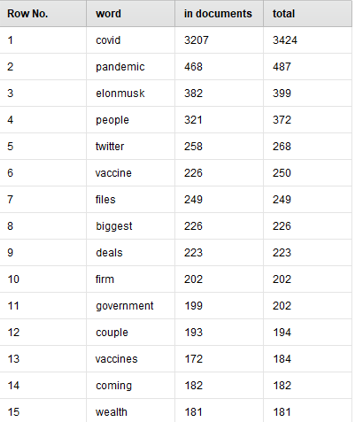 Row No. word in documents total
1 covid 3207 3424
2 pandemic 468 487
3 elonmusk 382 399
4 people 321 372
5 twitter 258 268
6 vaccine 226 250
7 files 249 249
8 biggest 226 226
9 deals 223 223
10 firm 202 202
11 government 199 202
12 couple 193 194
13 vaccines 172 184
14 coming 182 182
15 wealth 181 181